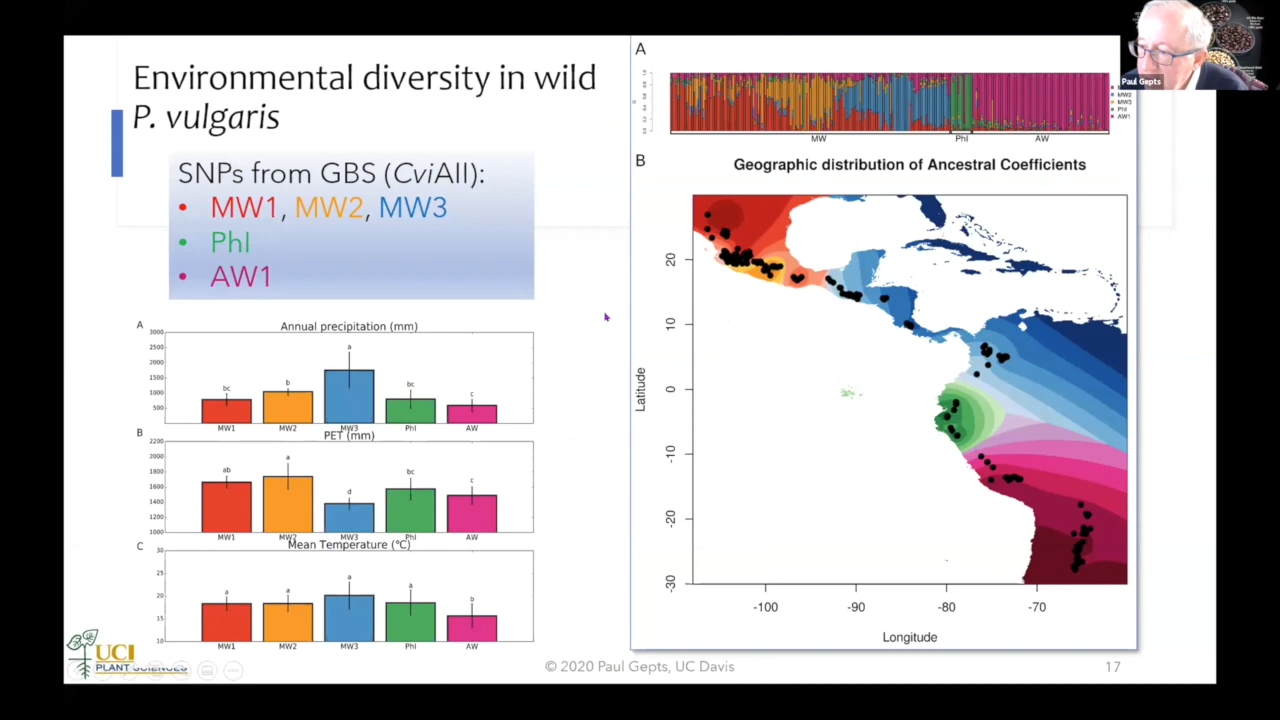 Environmental diversity in wild
P. vulgaris
SNPs from GBS (CviAII):
• MW1, MW2, MW3
• PhI
• AW1
A
Annual precipitation (mm)
3000
2500
2000
1500
1000
500
bc
b
a
bc
c
MW1
MW2
MW3
PhI
AW
B
PET (mm)
2200
2000
1800
1600
1400
1200
1000
ab
a
d
bc
c
MW1
MW2
MW3
PhI
AW
C
Mean Temperature (°C)
30
25
20
15
10
a
a
a
a
b
MW1
MW2
MW3
PhI
AW
A
MW
PhI
AW
MW2
MW3
PhI
AW1
B
Geographic distribution of Ancestral Coefficients
Latitude
20
10
0
-10
-20
-30
-100
-90
-80
-70
Longitude
Paul Gepts
UCI
PLANT SCIENCES
© 2020 Paul Gepts, UC Davis
17